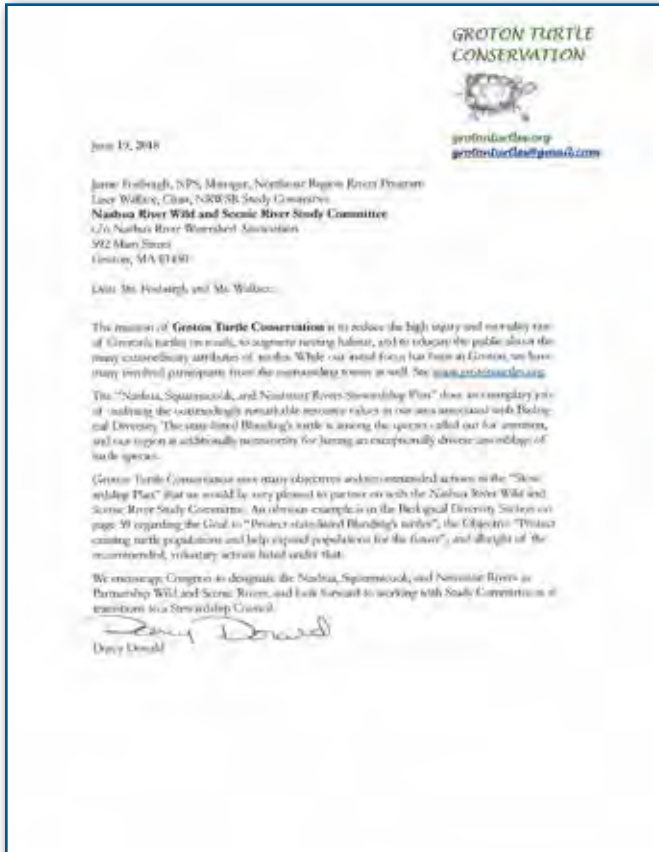 GROTON TURTLE
CONSERVATION
grotonturtles.org
grotonturtles@gmail.com
June 19, 2018
Jamie Fosburgh, NPS, Manager, Northeast Region Rivers Program
Lucy Wallace, Chair, NRWSR Study Committee
Nashua River Wild and Scenic River Study Committee
c/o Nashua River Watershed Association
592 Main Street
Groton, MA 01450
Dear Mr. Fosburgh and Ms. Wallace:
The mission of Groton Turtle Conservation is to reduce the high injury and mortality rate
of Groton's turtles on roads, to augment nesting habitat, and to educate the public about the
many extraordinary attributes of turtles. While our initial focus has been in Groton, we have
many involved participants from the surrounding towns as well. See www.grotonturtles.org.
The "Nashua, Squannacook, and Nissitissit Rivers Stewardship Plan" does an exemplary job
of outlining the outstandingly remarkable resource values in our area associated with Biolog-
ical Diversity. The state-listed Blanding's turtle is among the species called out for attention,
and our region is additionally noteworthy for having an exceptionally diverse assemblage of
turtle species.
Groton Turtle Conservation sees many objectives and recommended actions in the "Stew-
ardship Plan" that we would be very pleased to partner on with the Nashua River Wild and
Scenic River Study Committee. An obvious example is in the Biological Diversity Section on
page 59 regarding the Goal to "Protect state-listed Blanding's turtles", the Objective "Protect
existing turtle populations and help expand populations for the future", and all eight of the
recommended, voluntary actions listed under that.
We encourage Congress to designate the Nashua, Squannacook, and Nissitissit Rivers as
Partnership Wild and Scenic Rivers, and look forward to working with Study Committee as it
transitions to a Stewardship Council.
Darcy Donald
Darcy Donald